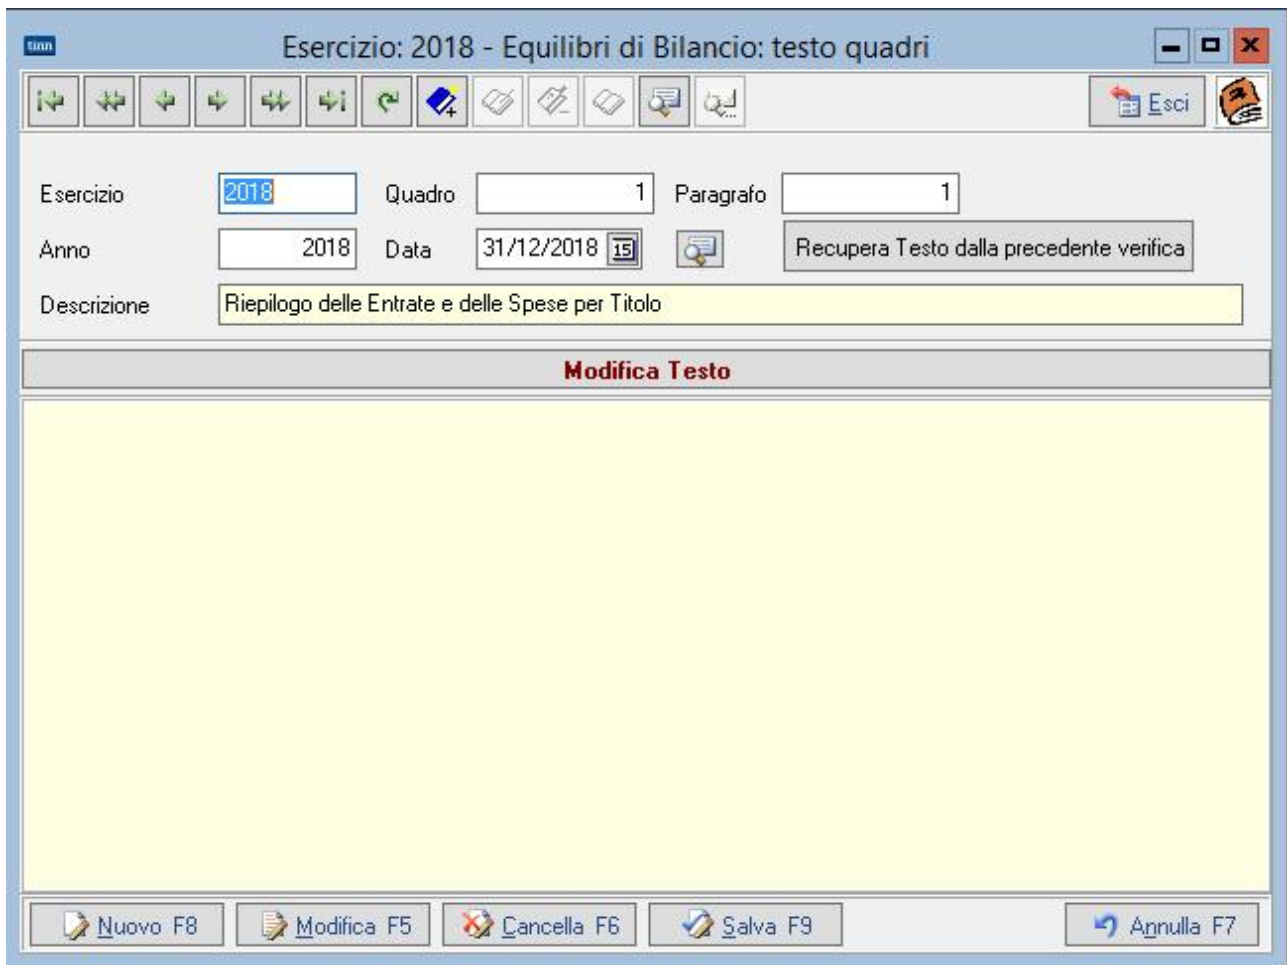 tinn
Esercizio: 2018 - Equilibri di Bilancio: testo quadri
Esci
Esercizio 2018 Quadro 1 Paragrafo 1
Anno 2018 Data 31/12/2018 15 Recupera Testo dalla precedente verifica
Descrizione Riepilogo delle Entrate e delle Spese per Titolo
Modifica Testo
Nuovo F8 Modifica F5 Cancella F6 Salva F9 Annulla F7